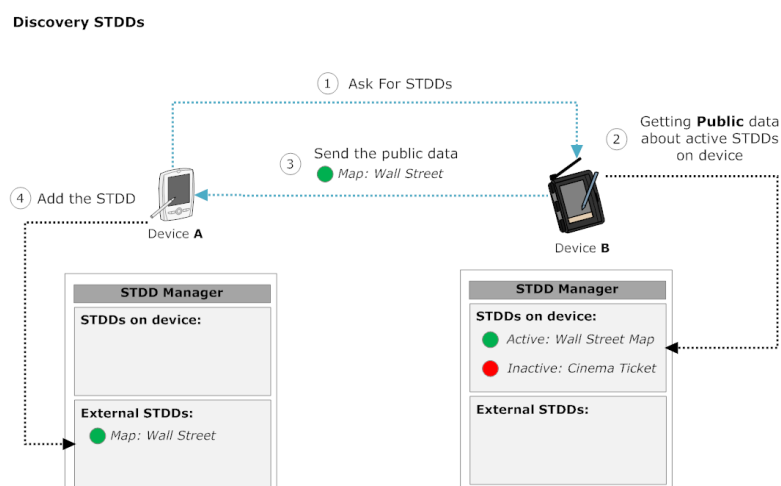 Discovery STDDs
1 Ask For STDDs
Getting Public data
about active STDDs
on device
2
3 Send the public data
Map: Wall Street
4 Add the STDD
Device A
Device B
STDD Manager
STDDs on device:
External STDDs:
Map: Wall Street
STDD Manager
STDDs on device:
Active: Wall Street Map
Inactive: Cinema Ticket
External STDDs: